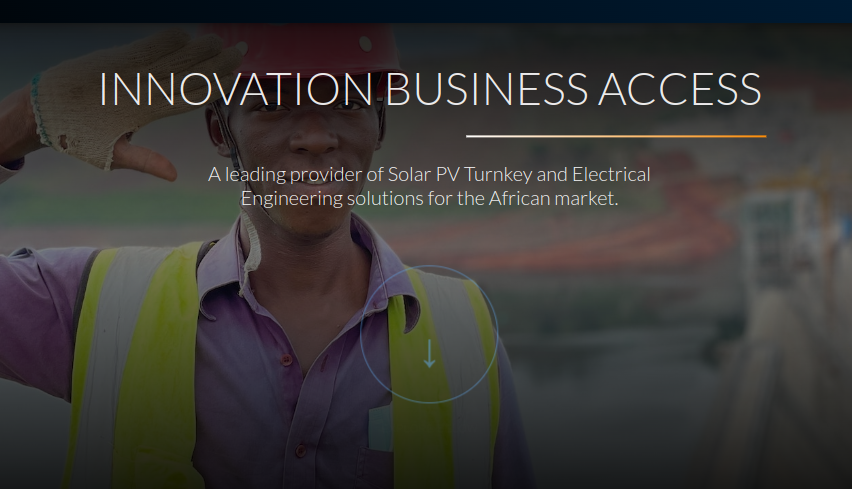 INNOVATION BUSINESS ACCESS
A leading provider of Solar PV Turnkey and Electrical
Engineering solutions for the African market.